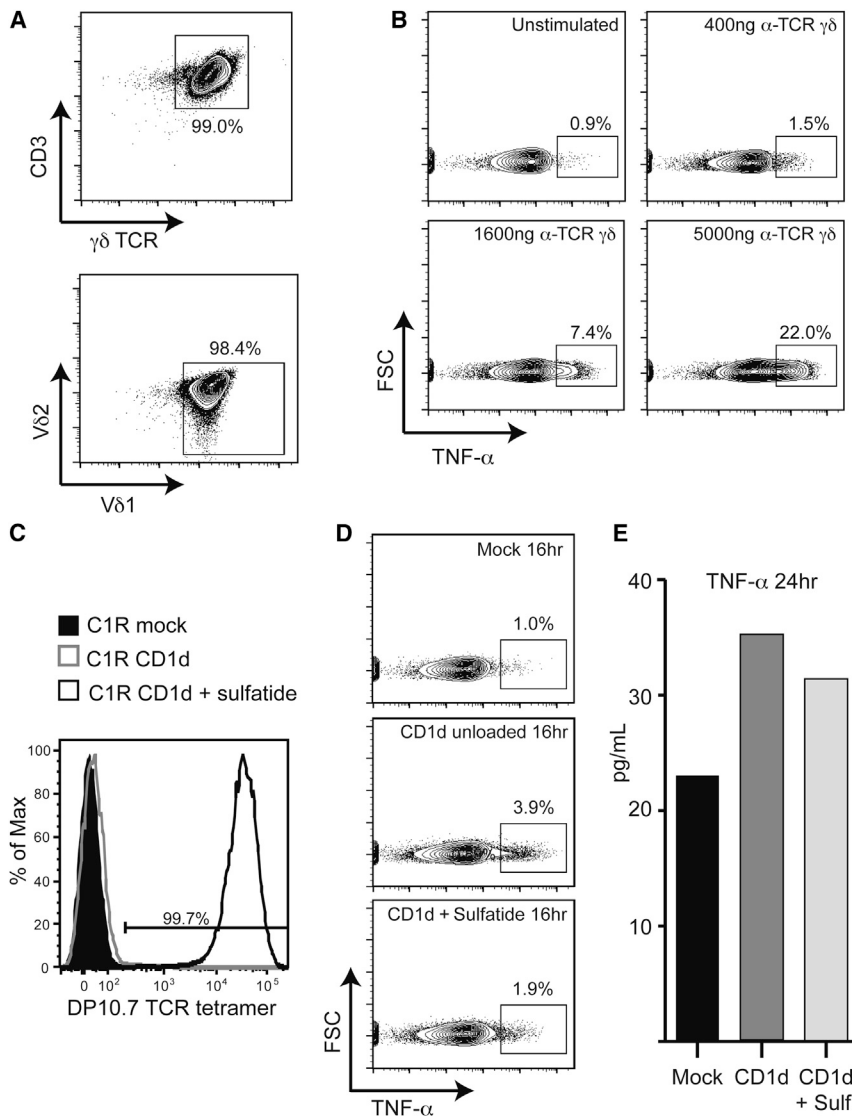 A
CD3
99.0%
γδ TCR
98.4%
Vδ2
Vδ1
B
Unstimulated
0.9%
400ng α-TCR γδ
1.5%
1600ng α-TCR γδ
7.4%
5000ng α-TCR γδ
22.0%
FSC
TNF-α
C
C1R mock
C1R CD1d
C1R CD1d + sulfatide
100
80
60
40
20
0
% of Max
99.7%
0 10² 10³ 10⁴ 10⁵
DP10.7 TCR tetramer
D
Mock 16hr
1.0%
CD1d unloaded 16hr
3.9%
CD1d + Sulfatide 16hr
1.9%
FSC
TNF-α
E
TNF-α 24hr
40
30
20
10
pg/mL
Mock CD1d CD1d
+ Sulf